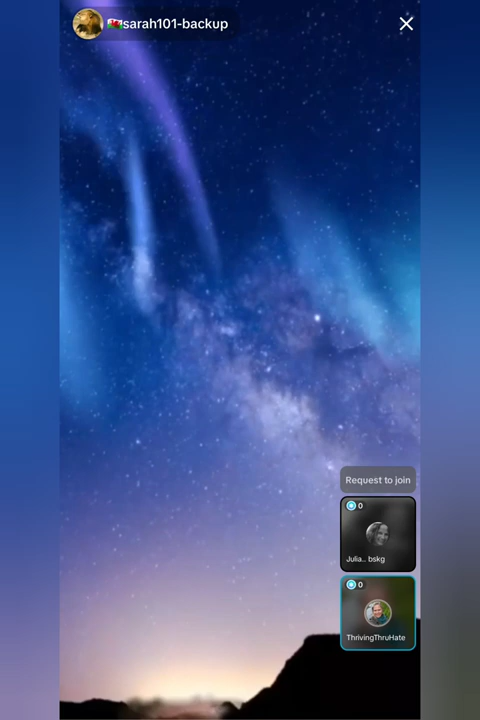 🏴󠁧󠁢󠁷󠁬󠁳󠁿sarah101-backup
Request to join
0
Julia.. bskg
0
ThrivingThruHate